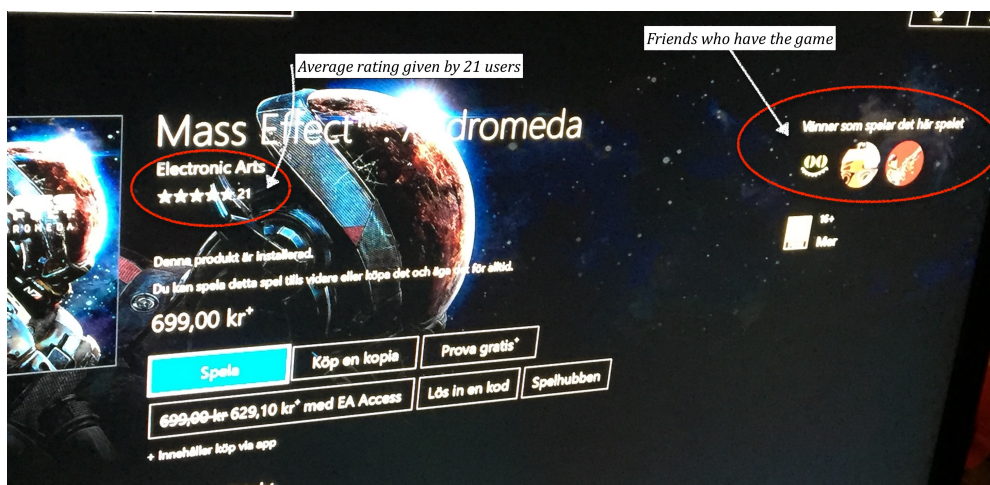 Friends who have the game
Average rating given by 21 users
Mass Effect™: Andromeda
Vänner som spelar det här spelet
Electronic Arts
21
16+
Mer
Denna produkt är installerad.
Du kan spela detta spel tills vidare eller köpa det och äga det för alltid.
699,00 kr+
Spela
Köp en kopia
Prova gratis+
699,00 kr 629,10 kr+ med EA Access
Lös in en kod
Spelhubben
+ Innehåller köp via app